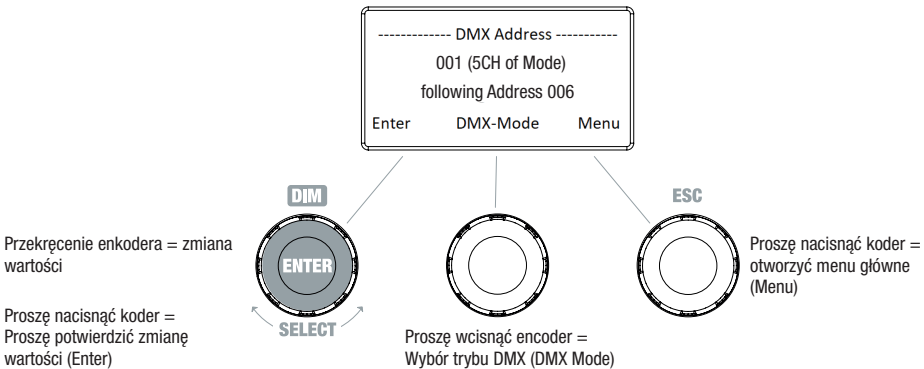 ------------- DMX Address -----------
001 (5CH of Mode)
following Address 006
Enter DMX-Mode Menu
DIM
ENTER
SELECT
ESC
Przekręcenie enkodera = zmiana
wartości
Proszę nacisnąć koder =
Proszę potwierdzić zmianę
wartości (Enter)
Proszę wcisnąć encoder =
Wybór trybu DMX (DMX Mode)
Proszę nacisnąć koder =
otworzyć menu główne
(Menu)